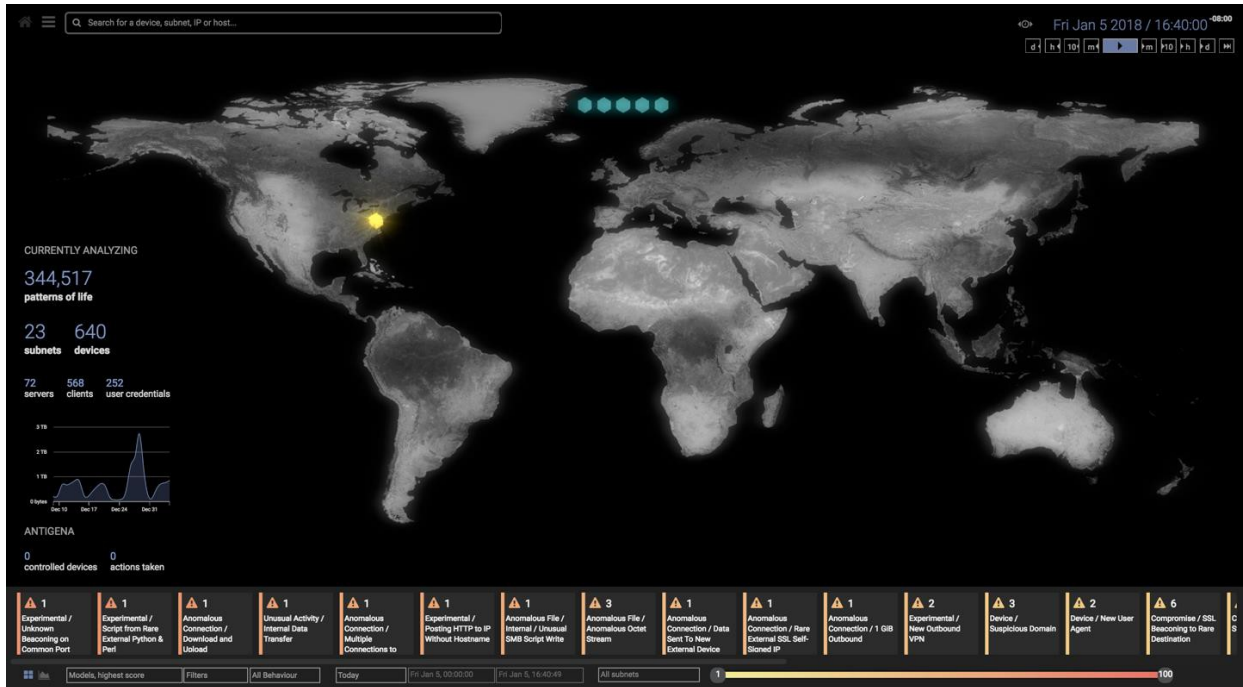 Search for a device, subnet, IP or host...
Fri Jan 5 2018 / 16:40:00 -08:00
d h 10 m m 10 h d
CURRENTLY ANALYZING
344,517
patterns of life
23 640
subnets devices
72 568 252
servers clients user credentials
3 TB
2 TB
1 TB
0 bytes
Dec 10 Dec 17 Dec 24 Dec 31
ANTIGENA
0 0
controlled devices actions taken
1
Experimental /
Unknown
Beaconing on
Common Port
1
Experimental /
Script from Rare
External Python &
Perl
1
Anomalous
Connection /
Download and
Upload
1
Unusual Activity /
Internal Data
Transfer
1
Anomalous
Connection /
Multiple
Connections to
1
Experimental /
Posting HTTP to IP
Without Hostname
1
Anomalous File /
Internal / Unusual
SMB Script Write
3
Anomalous File /
Anomalous Octet
Stream
1
Anomalous
Connection / Data
Sent To New
External Device
1
Anomalous
Connection / Rare
External SSL Self-
Signed IP
1
Anomalous
Connection / 1 GiB
Outbound
2
Experimental /
New Outbound
VPN
3
Device /
Suspicious Domain
2
Device / New User
Agent
6
Compromise / SSL
Beaconing to Rare
Destination
Models, highest score Filters All Behaviour Today Fri Jan 5, 00:00:00 Fri Jan 5, 16:40:49 All subnets 1 100